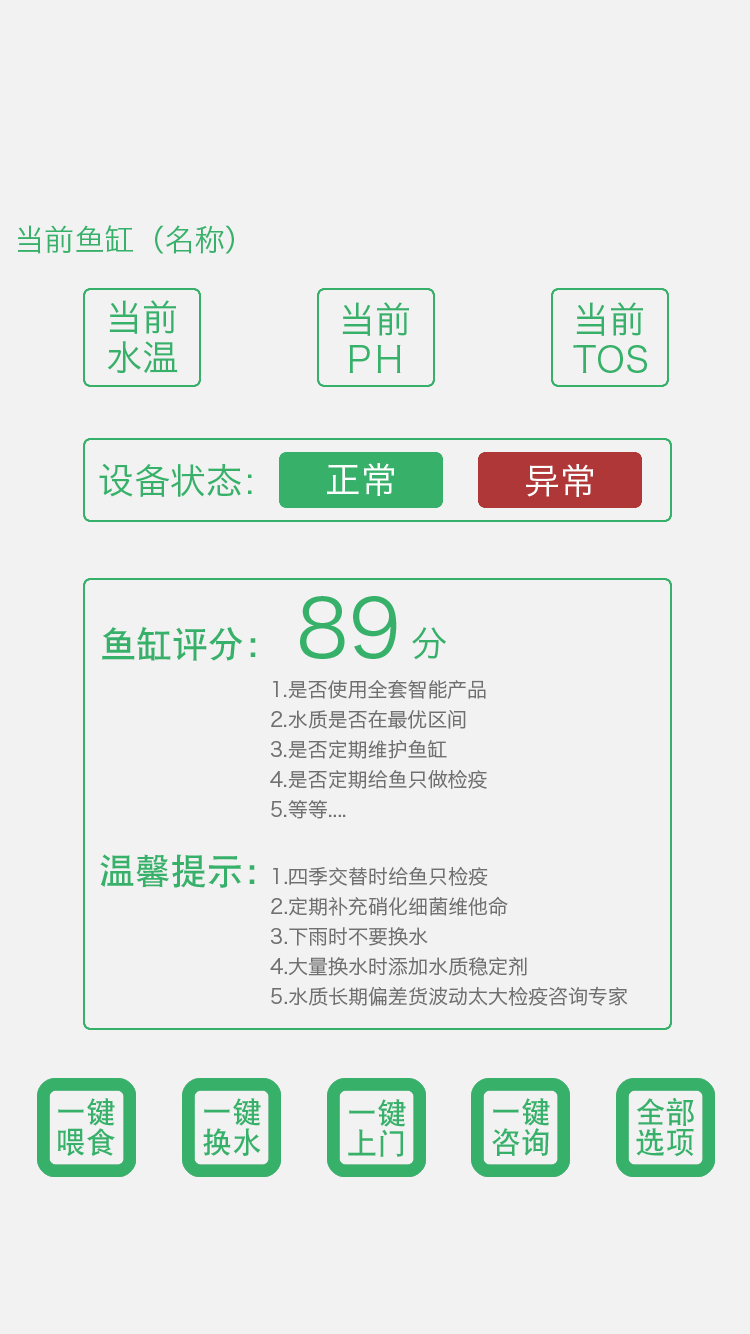 当前鱼缸（名称）
当前
水温
当前
PH
当前
TOS
设备状态：
正常
异常
鱼缸评分：
89 分
1.是否使用全套智能产品
2.水质是否在最优区间
3.是否定期维护鱼缸
4.是否定期给鱼只做检疫
5.等等....
温馨提示：
1.四季交替时给鱼只检疫
2.定期补充硝化细菌维他命
3.下雨时不要换水
4.大量换水时添加水质稳定剂
5.水质长期偏差货波动太大检疫咨询专家
一键
喂食
一键
换水
一键
上门
一键
咨询
全部
选项